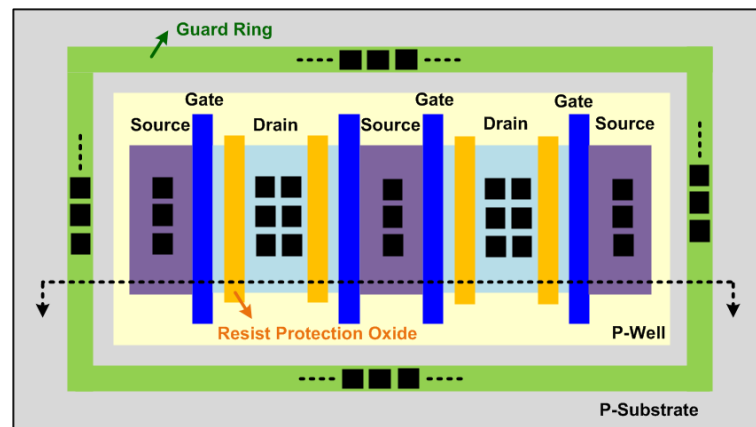 Guard Ring
Gate Gate Gate
Source Drain Source Drain Source
Resist Protection Oxide
P-Well
P-Substrate